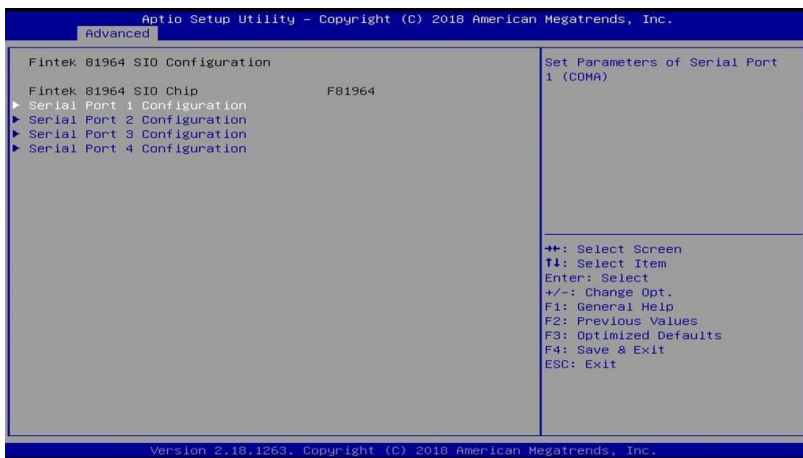 Aptio Setup Utility – Copyright (C) 2018 American Megatrends, Inc.
Advanced
Fintek 81964 SIO Configuration
Fintek 81964 SIO Chip F81964
▶ Serial Port 1 Configuration
▶ Serial Port 2 Configuration
▶ Serial Port 3 Configuration
▶ Serial Port 4 Configuration
Set Parameters of Serial Port
1 (COMA)
→←: Select Screen
↑↓: Select Item
Enter: Select
+/-: Change Opt.
F1: General Help
F2: Previous Values
F3: Optimized Defaults
F4: Save & Exit
ESC: Exit
Version 2.18.1263. Copyright (C) 2018 American Megatrends, Inc.